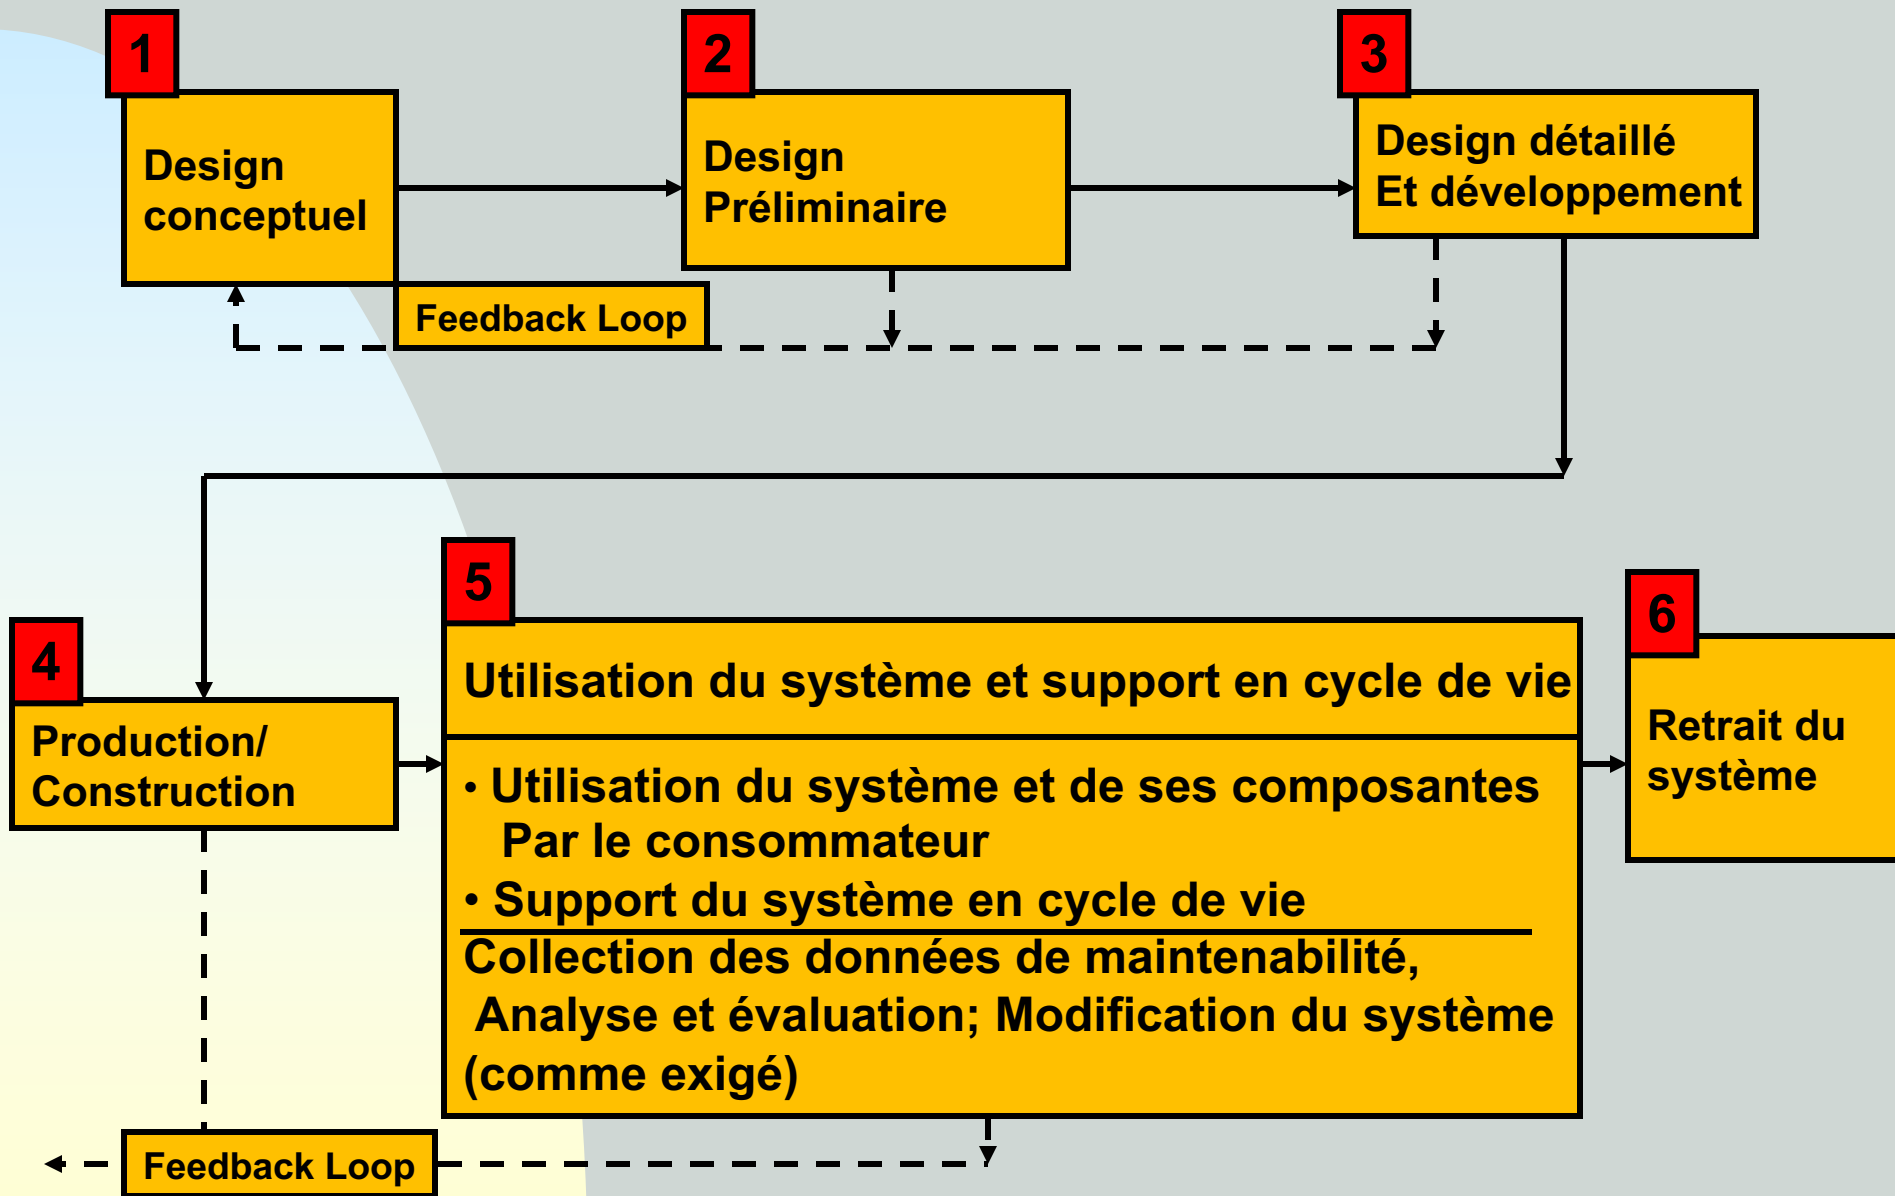 1
Design
conceptuel
2
Design
Préliminaire
3
Design détaillé
Et développement
Feedback Loop
4
Production/
Construction
5
Utilisation du système et support en cycle de vie
• Utilisation du système et de ses composantes
Par le consommateur
• Support du système en cycle de vie
Collection des données de maintenabilité,
Analyse et évaluation; Modification du système
(comme exigé)
6
Retrait du
système
Feedback Loop